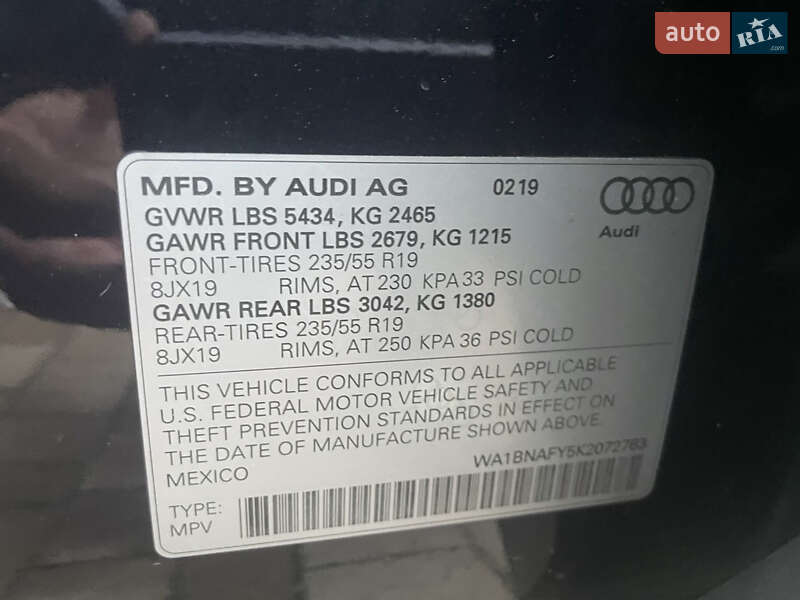 auto RIA .com
MFD. BY AUDI AG 0219
GVWR LBS 5434, KG 2465
GAWR FRONT LBS 2679, KG 1215
Audi
FRONT-TIRES 235/55 R19
8JX19 RIMS, AT 230 KPA 33 PSI COLD
GAWR REAR LBS 3042, KG 1380
REAR-TIRES 235/55 R19
8JX19 RIMS, AT 250 KPA 36 PSI COLD
THIS VEHICLE CONFORMS TO ALL APPLICABLE
U.S. FEDERAL MOTOR VEHICLE SAFETY AND
THEFT PREVENTION STANDARDS IN EFFECT ON
THE DATE OF MANUFACTURE SHOWN ABOVE.
MEXICO WA1BNAFY5K2072763
TYPE:
MPV